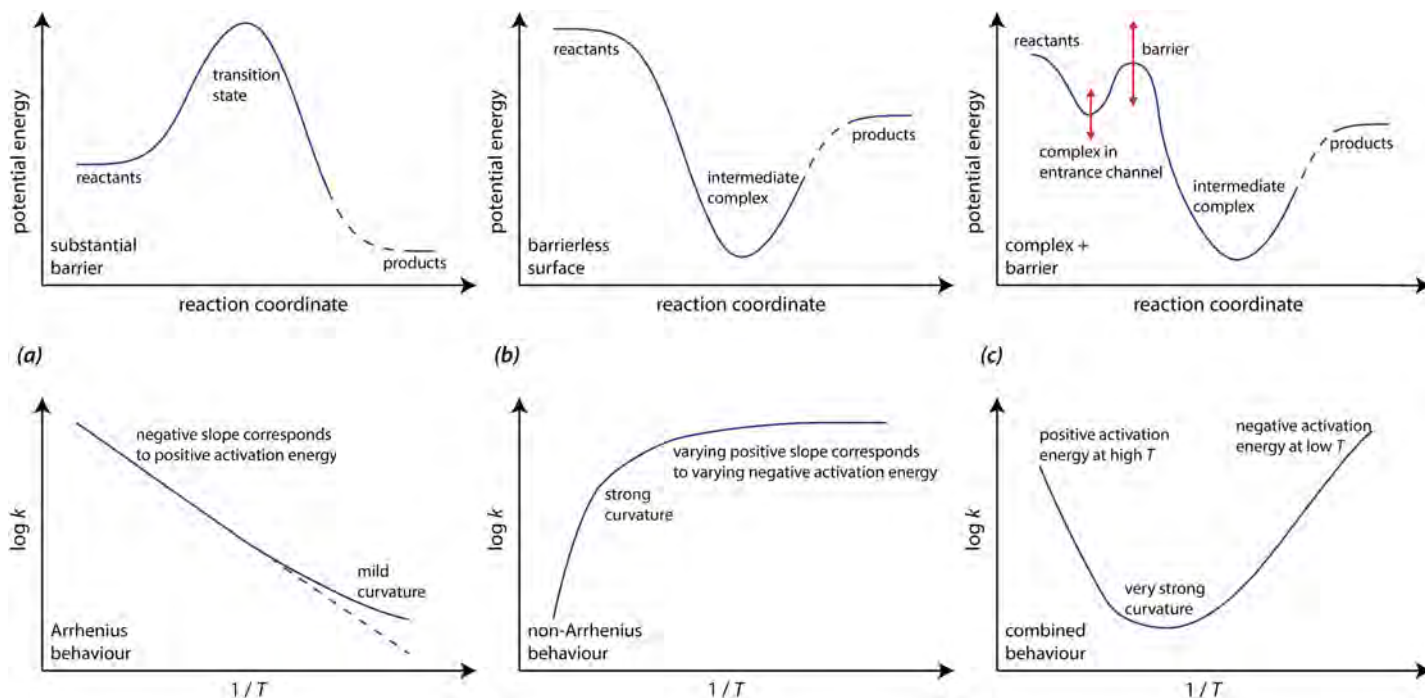 potential energy
reactants
transition
state
substantial
barrier
products
reaction coordinate
potential energy
reactants
intermediate
complex
products
barrierless
surface
reaction coordinate
potential energy
reactants
barrier
complex in
entrance channel
intermediate
complex
products
complex +
barrier
reaction coordinate
(a)
log k
negative slope corresponds
to positive activation energy
mild
curvature
Arrhenius
behaviour
1 / T
(b)
log k
varying positive slope corresponds
to varying negative activation energy
strong
curvature
non-Arrhenius
behaviour
1 / T
(c)
log k
positive activation
energy at high T
negative activation
energy at low T
very strong
curvature
combined
behaviour
1 / T